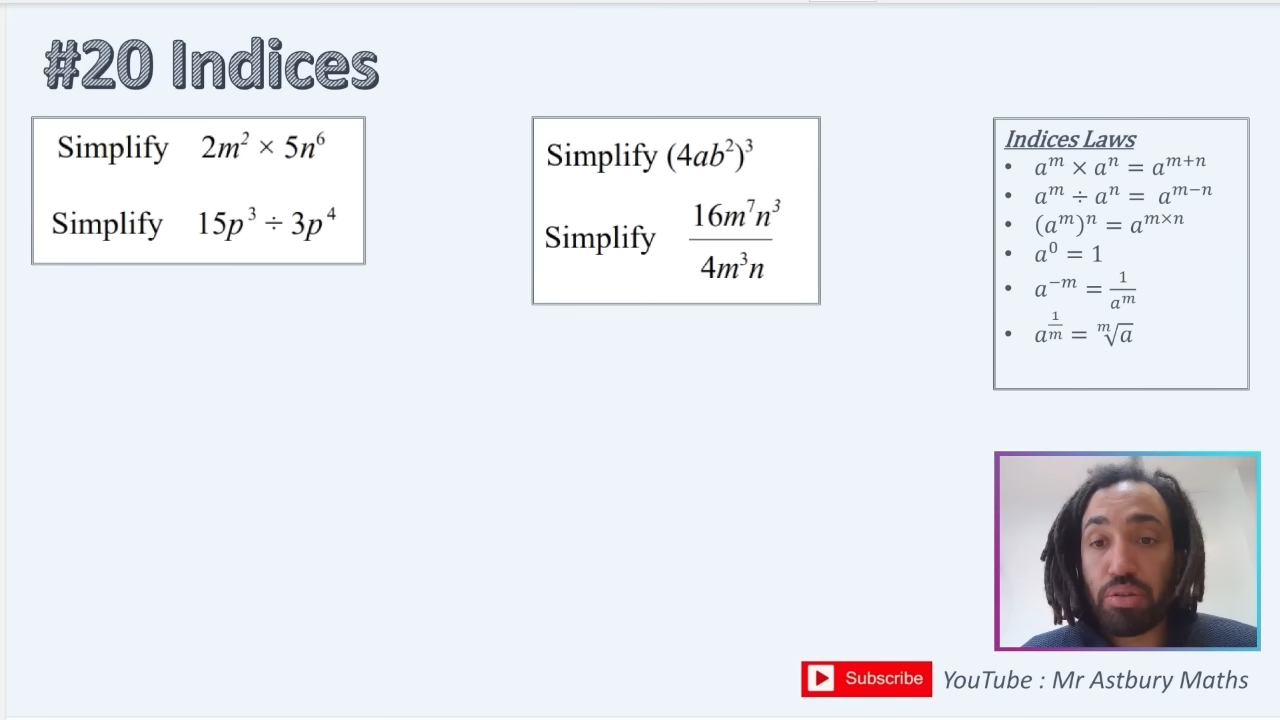 #20 Indices
Simplify 2m² × 5n⁶
Simplify 15p³ ÷ 3p⁴
Simplify (4ab²)³
Simplify 16m⁷n³ / 4m³n
Indices Laws
• aᵐ × aⁿ = aᵐ⁺ⁿ
• aᵐ ÷ aⁿ = aᵐ⁻ⁿ
• (aᵐ)ⁿ = aᵐˣⁿ
• a⁰ = 1
• a⁻ᵐ = 1/aᵐ
• a^(1/m) = ᵐ√a
Subscribe
YouTube : Mr Astbury Maths